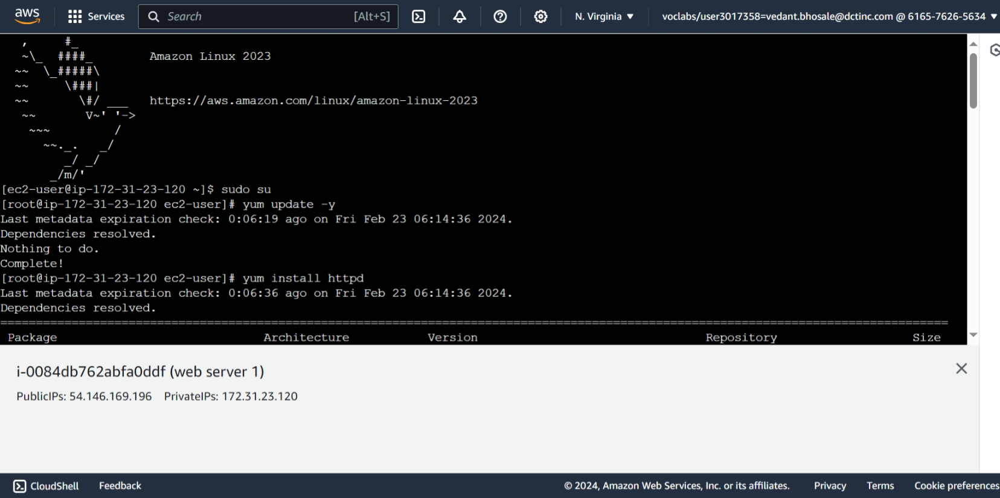 aws Services Search [Alt+S] N. Virginia ▼ voclabs/user3017358=vedant.bhosale@dctinc.com @ 6165-7626-5634 ▼
   ,     #_
   ~\_  ####_        Amazon Linux 2023
  ~~  \_#####\
  ~~     \###|
  ~~       \#/ ___   https://aws.amazon.com/linux/amazon-linux-2023
   ~~       V~' '->
    ~~~         /
      ~~._.   _/
         _/ _/
       _/m/'
[ec2-user@ip-172-31-23-120 ~]$ sudo su
[root@ip-172-31-23-120 ec2-user]# yum update -y
Last metadata expiration check: 0:06:19 ago on Fri Feb 23 06:14:36 2024.
Dependencies resolved.
Nothing to do.
Complete!
[root@ip-172-31-23-120 ec2-user]# yum install httpd
Last metadata expiration check: 0:06:36 ago on Fri Feb 23 06:14:36 2024.
Dependencies resolved.
================================================================================
Package Architecture Version Repository Size
i-0084db762abfa0ddf (web server 1)
PublicIPs: 54.146.169.196 PrivateIPs: 172.31.23.120
CloudShell Feedback © 2024, Amazon Web Services, Inc. or its affiliates. Privacy Terms Cookie preferences